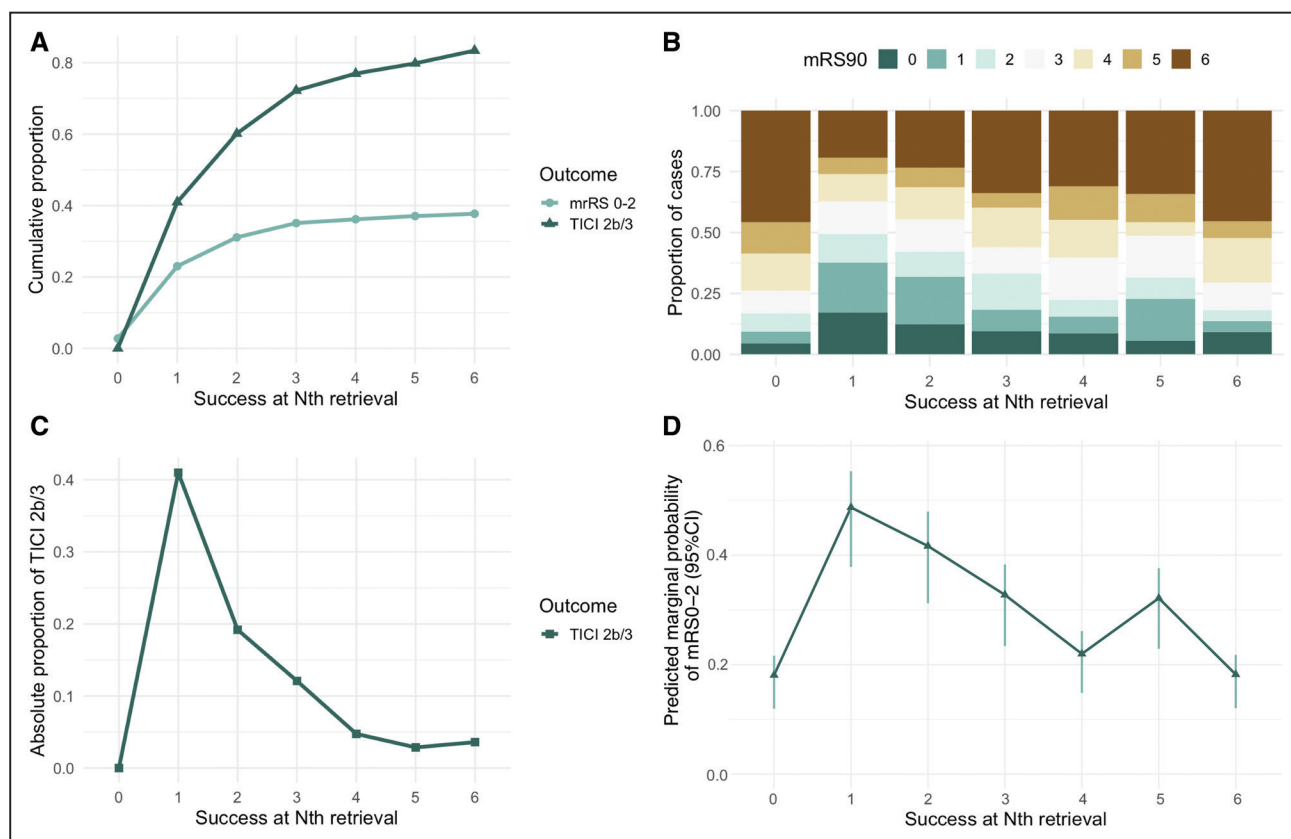 A
Cumulative proportion
0.8
0.6
0.4
0.2
0.0
0 1 2 3 4 5 6
Success at Nth retrieval
Outcome
mrRS 0-2
TICI 2b/3
B
mRS90 0 1 2 3 4 5 6
Proportion of cases
1.00
0.75
0.50
0.25
0.00
0 1 2 3 4 5 6
Success at Nth retrieval
C
Absolute proportion of TICI 2b/3
0.4
0.3
0.2
0.1
0.0
0 1 2 3 4 5 6
Success at Nth retrieval
Outcome
TICI 2b/3
D
Predicted marginal probability
of mRS0−2 (95%CI)
0.6
0.4
0.2
0.0
0 1 2 3 4 5 6
Success at Nth retrieval